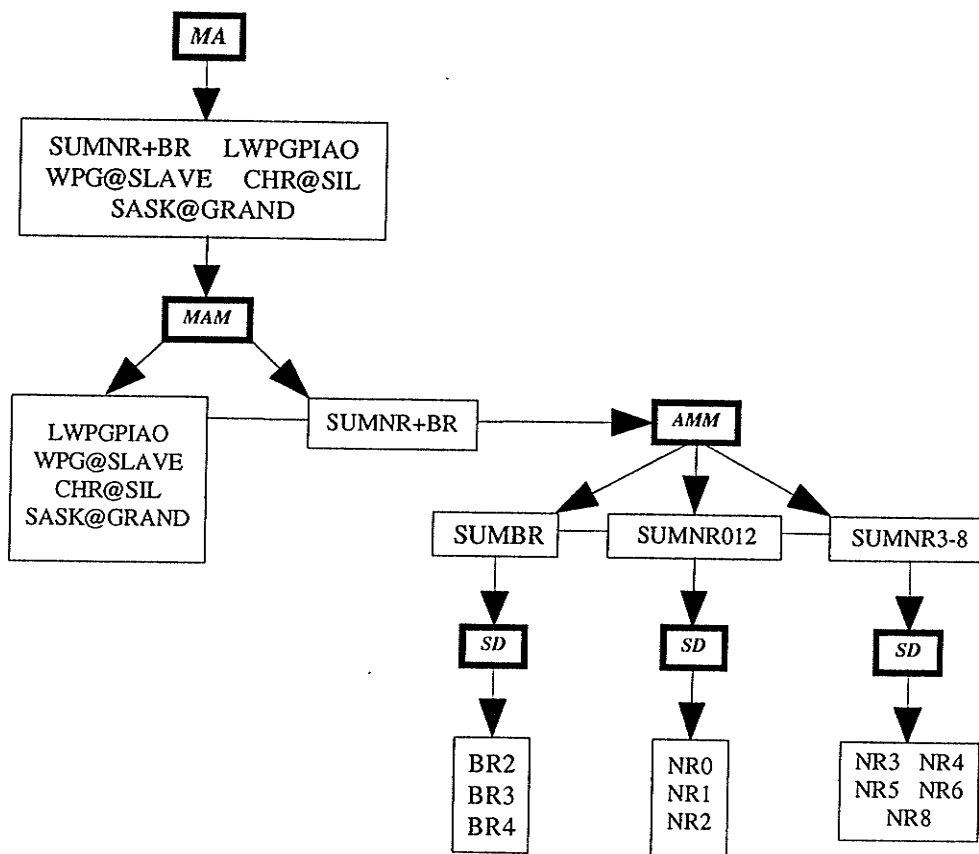 MA
SUMNR+BR LWPGPIAO
WPG@SLAVE CHR@SIL
SASK@GRAND
MAM
LWPGPIAO
WPG@SLAVE
CHR@SIL
SASK@GRAND
SUMNR+BR
AMM
SUMBR
SUMNR012
SUMNR3-8
SD
SD
SD
BR2
BR3
BR4
NR0
NR1
NR2
NR3 NR4
NR5 NR6
NR8